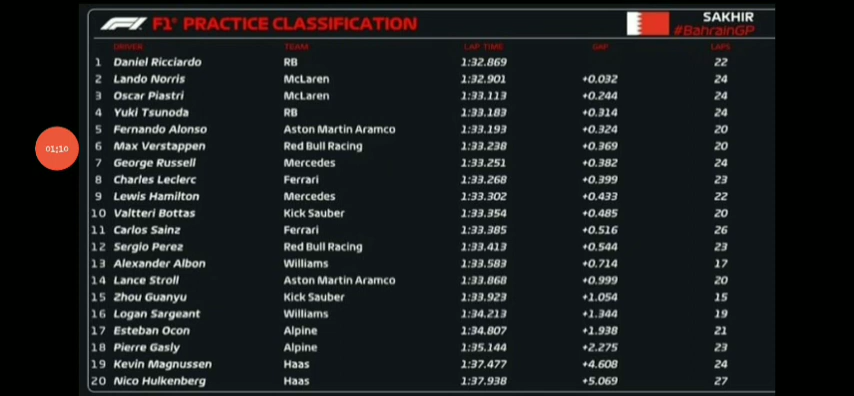 F1 F1® PRACTICE CLASSIFICATION SAKHIR
#BahrainGP
DRIVER TEAM LAP TIME GAP LAPS
1 Daniel Ricciardo RB 1:32.869 22
2 Lando Norris McLaren 1:32.901 +0.032 24
3 Oscar Piastri McLaren 1:33.113 +0.244 24
4 Yuki Tsunoda RB 1:33.183 +0.314 24
5 Fernando Alonso Aston Martin Aramco 1:33.193 +0.324 20
6 Max Verstappen Red Bull Racing 1:33.238 +0.369 20
01:10
7 George Russell Mercedes 1:33.251 +0.382 24
8 Charles Leclerc Ferrari 1:33.268 +0.399 23
9 Lewis Hamilton Mercedes 1:33.302 +0.433 22
10 Valtteri Bottas Kick Sauber 1:33.354 +0.485 20
11 Carlos Sainz Ferrari 1:33.385 +0.516 26
12 Sergio Perez Red Bull Racing 1:33.413 +0.544 23
13 Alexander Albon Williams 1:33.583 +0.714 17
14 Lance Stroll Aston Martin Aramco 1:33.868 +0.999 20
15 Zhou Guanyu Kick Sauber 1:33.923 +1.054 15
16 Logan Sargeant Williams 1:34.213 +1.344 19
17 Esteban Ocon Alpine 1:34.807 +1.938 21
18 Pierre Gasly Alpine 1:35.144 +2.275 23
19 Kevin Magnussen Haas 1:37.477 +4.608 24
20 Nico Hulkenberg Haas 1:37.938 +5.069 27